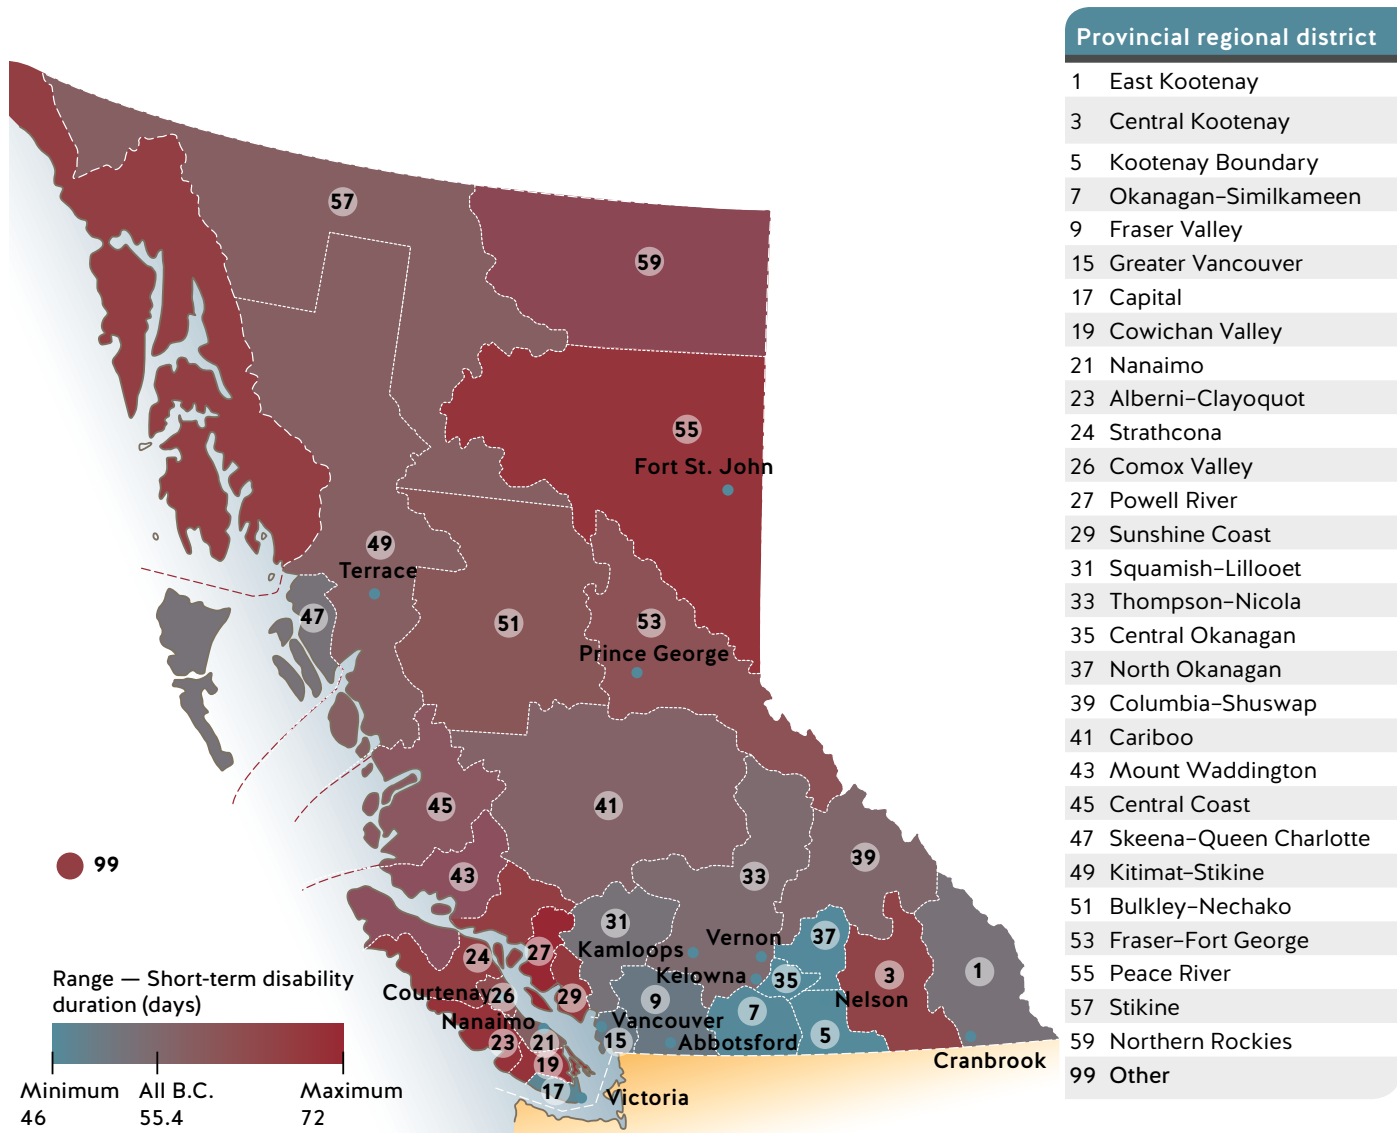 Provincial regional district
1 East Kootenay
3 Central Kootenay
5 Kootenay Boundary
7 Okanagan–Similkameen
9 Fraser Valley
15 Greater Vancouver
17 Capital
19 Cowichan Valley
21 Nanaimo
23 Alberni–Clayoquot
24 Strathcona
26 Comox Valley
27 Powell River
29 Sunshine Coast
31 Squamish–Lillooet
33 Thompson–Nicola
35 Central Okanagan
37 North Okanagan
39 Columbia–Shuswap
41 Cariboo
43 Mount Waddington
45 Central Coast
47 Skeena–Queen Charlotte
49 Kitimat–Stikine
51 Bulkley–Nechako
53 Fraser–Fort George
55 Peace River
57 Stikine
59 Northern Rockies
99 Other
57
59
55
Fort St. John
49
Terrace
47
51
53
Prince George
45
41
43
33
39
99
31
37
Kamloops
Vernon
24
27
35
Kelowna
3
1
Nelson
Courtenay
26
29
9
7
5
Nanaimo
Vancouver
23
21
15
Abbotsford
19
Cranbrook
17
Victoria
Range — Short-term disability
duration (days)
Minimum All B.C. Maximum
46 55.4 72